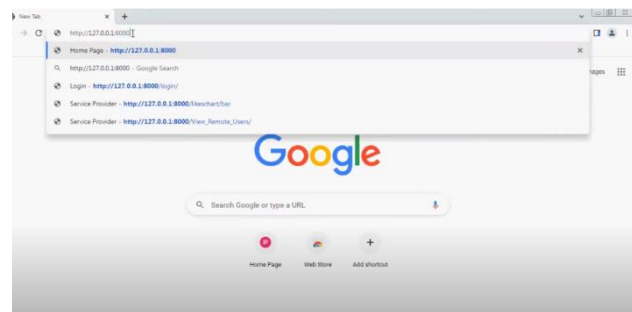 New Tab
http://127.0.0.1:8000
Home Page - http://127.0.0.1:8000
http://127.0.0.1:8000 - Google Search
Login - http://127.0.0.1:8000/login/
Service Provider - http://127.0.0.1:8000/likeschart/bar
Service Provider - http://127.0.0.1:8000/View_Remote_Users/
Google
Search Google or type a URL
Home Page
Web Store
Add shortcut